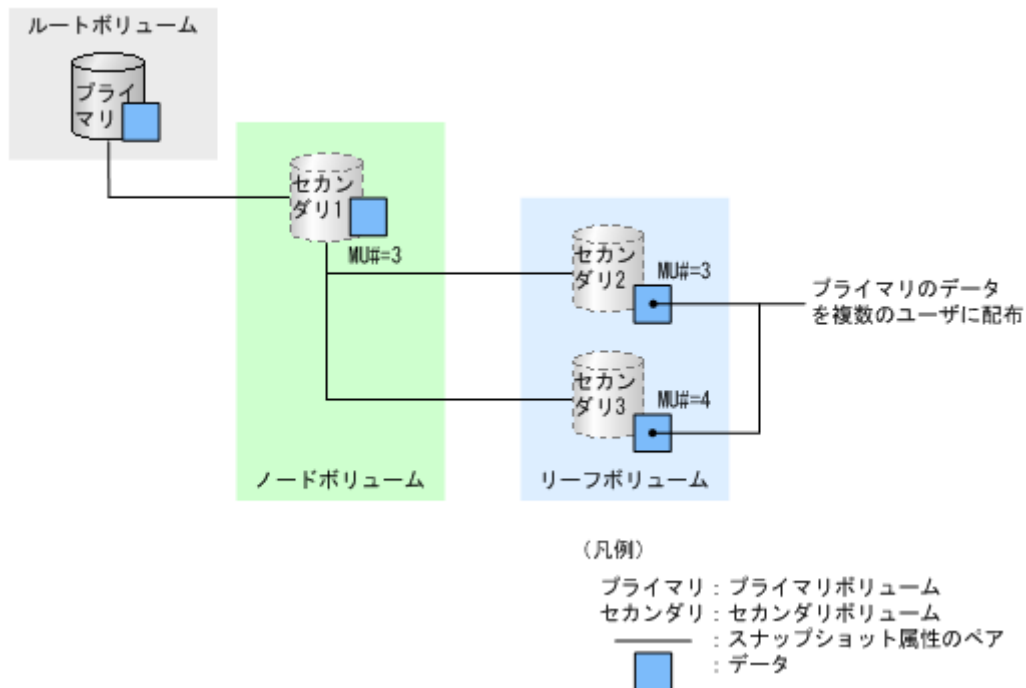 ルートボリューム
プライ
マリ
セカン
ダリ1
MU#=3
セカン
ダリ2
MU#=3
プライマリのデータ
を複数のユーザに配布
セカン
ダリ3
MU#=4
ノードボリューム
リーフボリューム
（凡例）
プライマリ：プライマリボリューム
セカンダリ：セカンダリボリューム
：スナップショット属性のペア
：データ